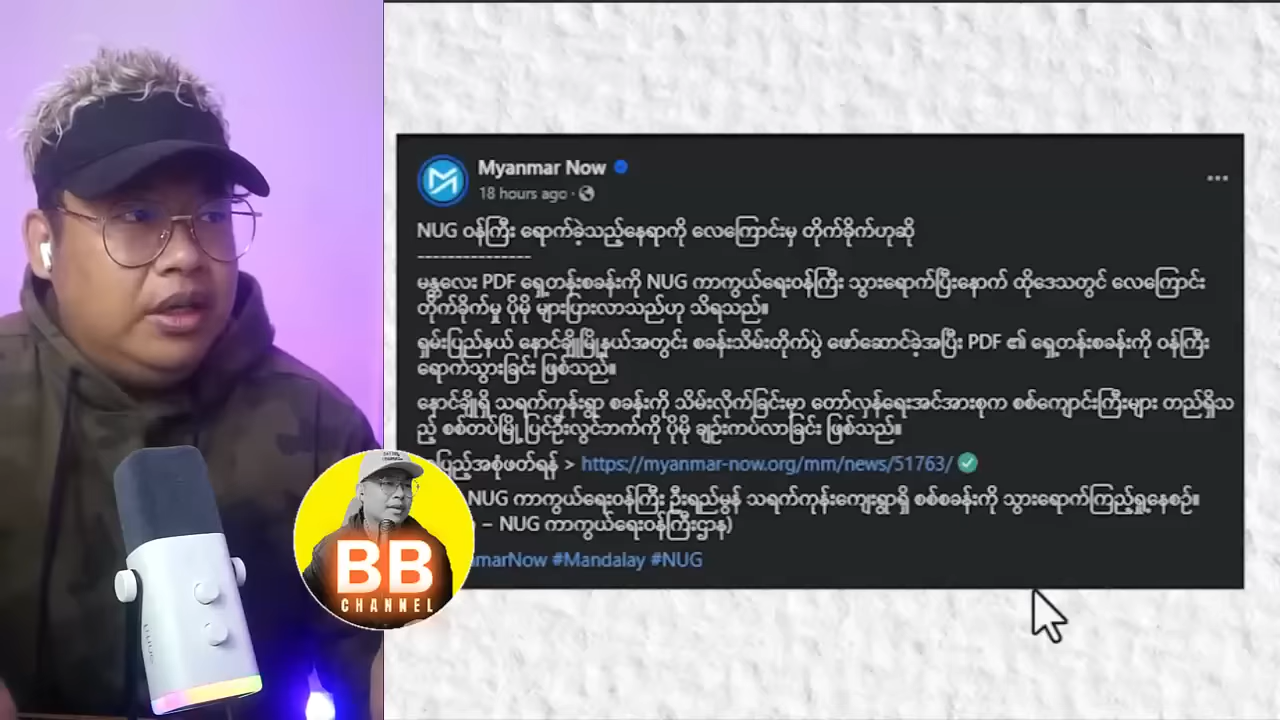 Myanmar Now
18 hours ago ·
NUG ဝန်ကြီး ရောက်ခဲ့သည့်နေရာကို လေကြောင်းမှ တိုက်ခိုက်ဟုဆို
---------------
မန္တလေး PDF ရှေ့တန်းစခန်းကို NUG ကာကွယ်ရေးဝန်ကြီး သွားရောက်ပြီးနောက် ထိုဒေသတွင် လေကြောင်း
တိုက်ခိုက်မှု ပိုမို များပြားလာသည်ဟု သိရသည်။
ရှမ်းပြည်နယ် နောင်ချိုမြို့နယ်အတွင်း စခန်းသိမ်းတိုက်ပွဲ ဖော်ဆောင်ခဲ့အပြီး PDF ၏ ရှေ့တန်းစခန်းကို ဝန်ကြီး
ရောက်သွားခြင်း ဖြစ်သည်။
နောင်ချိုရှိ သရက်ကုန်းရွာ စခန်းကို သိမ်းလိုက်ခြင်းမှာ တော်လှန်ရေးအင်အားစုက စစ်ကျောင်းကြီးများ တည်ရှိသ
ည့် စစ်တပ်မြို့ပြင်ဦးလွင်ဘက်ကို ပိုမို ချဉ်းကပ်လာခြင်း ဖြစ်သည်။
ပြည့်အစုံဖတ်ရန် > https://myanmar-now.org/mm/news/51763/
NUG ကာကွယ်ရေးဝန်ကြီး ဦးရည်မွန် သရက်ကုန်းကျေးရွာရှိ စစ်စခန်းကို သွားရောက်ကြည့်ရှုနေစဉ်။
– NUG ကာကွယ်ရေးဝန်ကြီးဌာန)
marNow #Mandalay #NUG
BB
CHANNEL